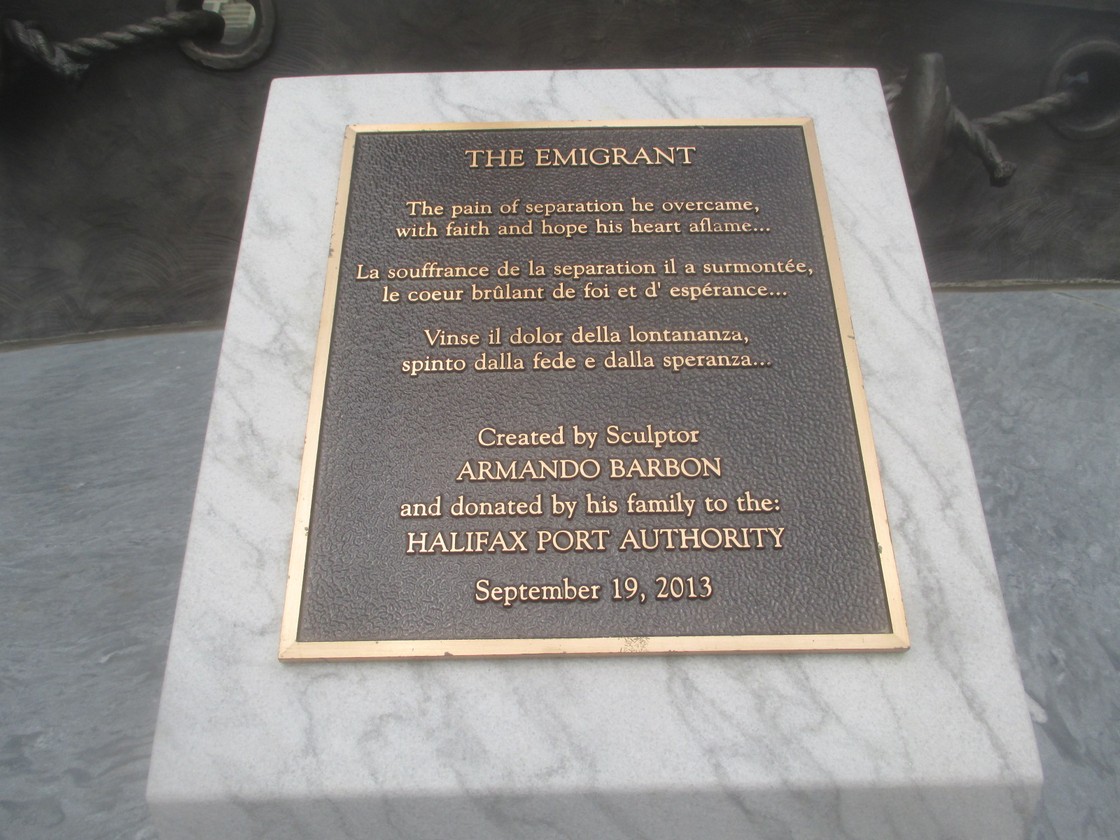 THE EMIGRANT
The pain of separation he overcame,
with faith and hope his heart aflame...
La souffrance de la separation il a surmontée,
le coeur brûlant de foi et d' espérance...
Vinse il dolor della lontananza,
spinto dalla fede e dalla speranza...
Created by Sculptor
ARMANDO BARBON
and donated by his family to the:
HALIFAX PORT AUTHORITY
September 19, 2013